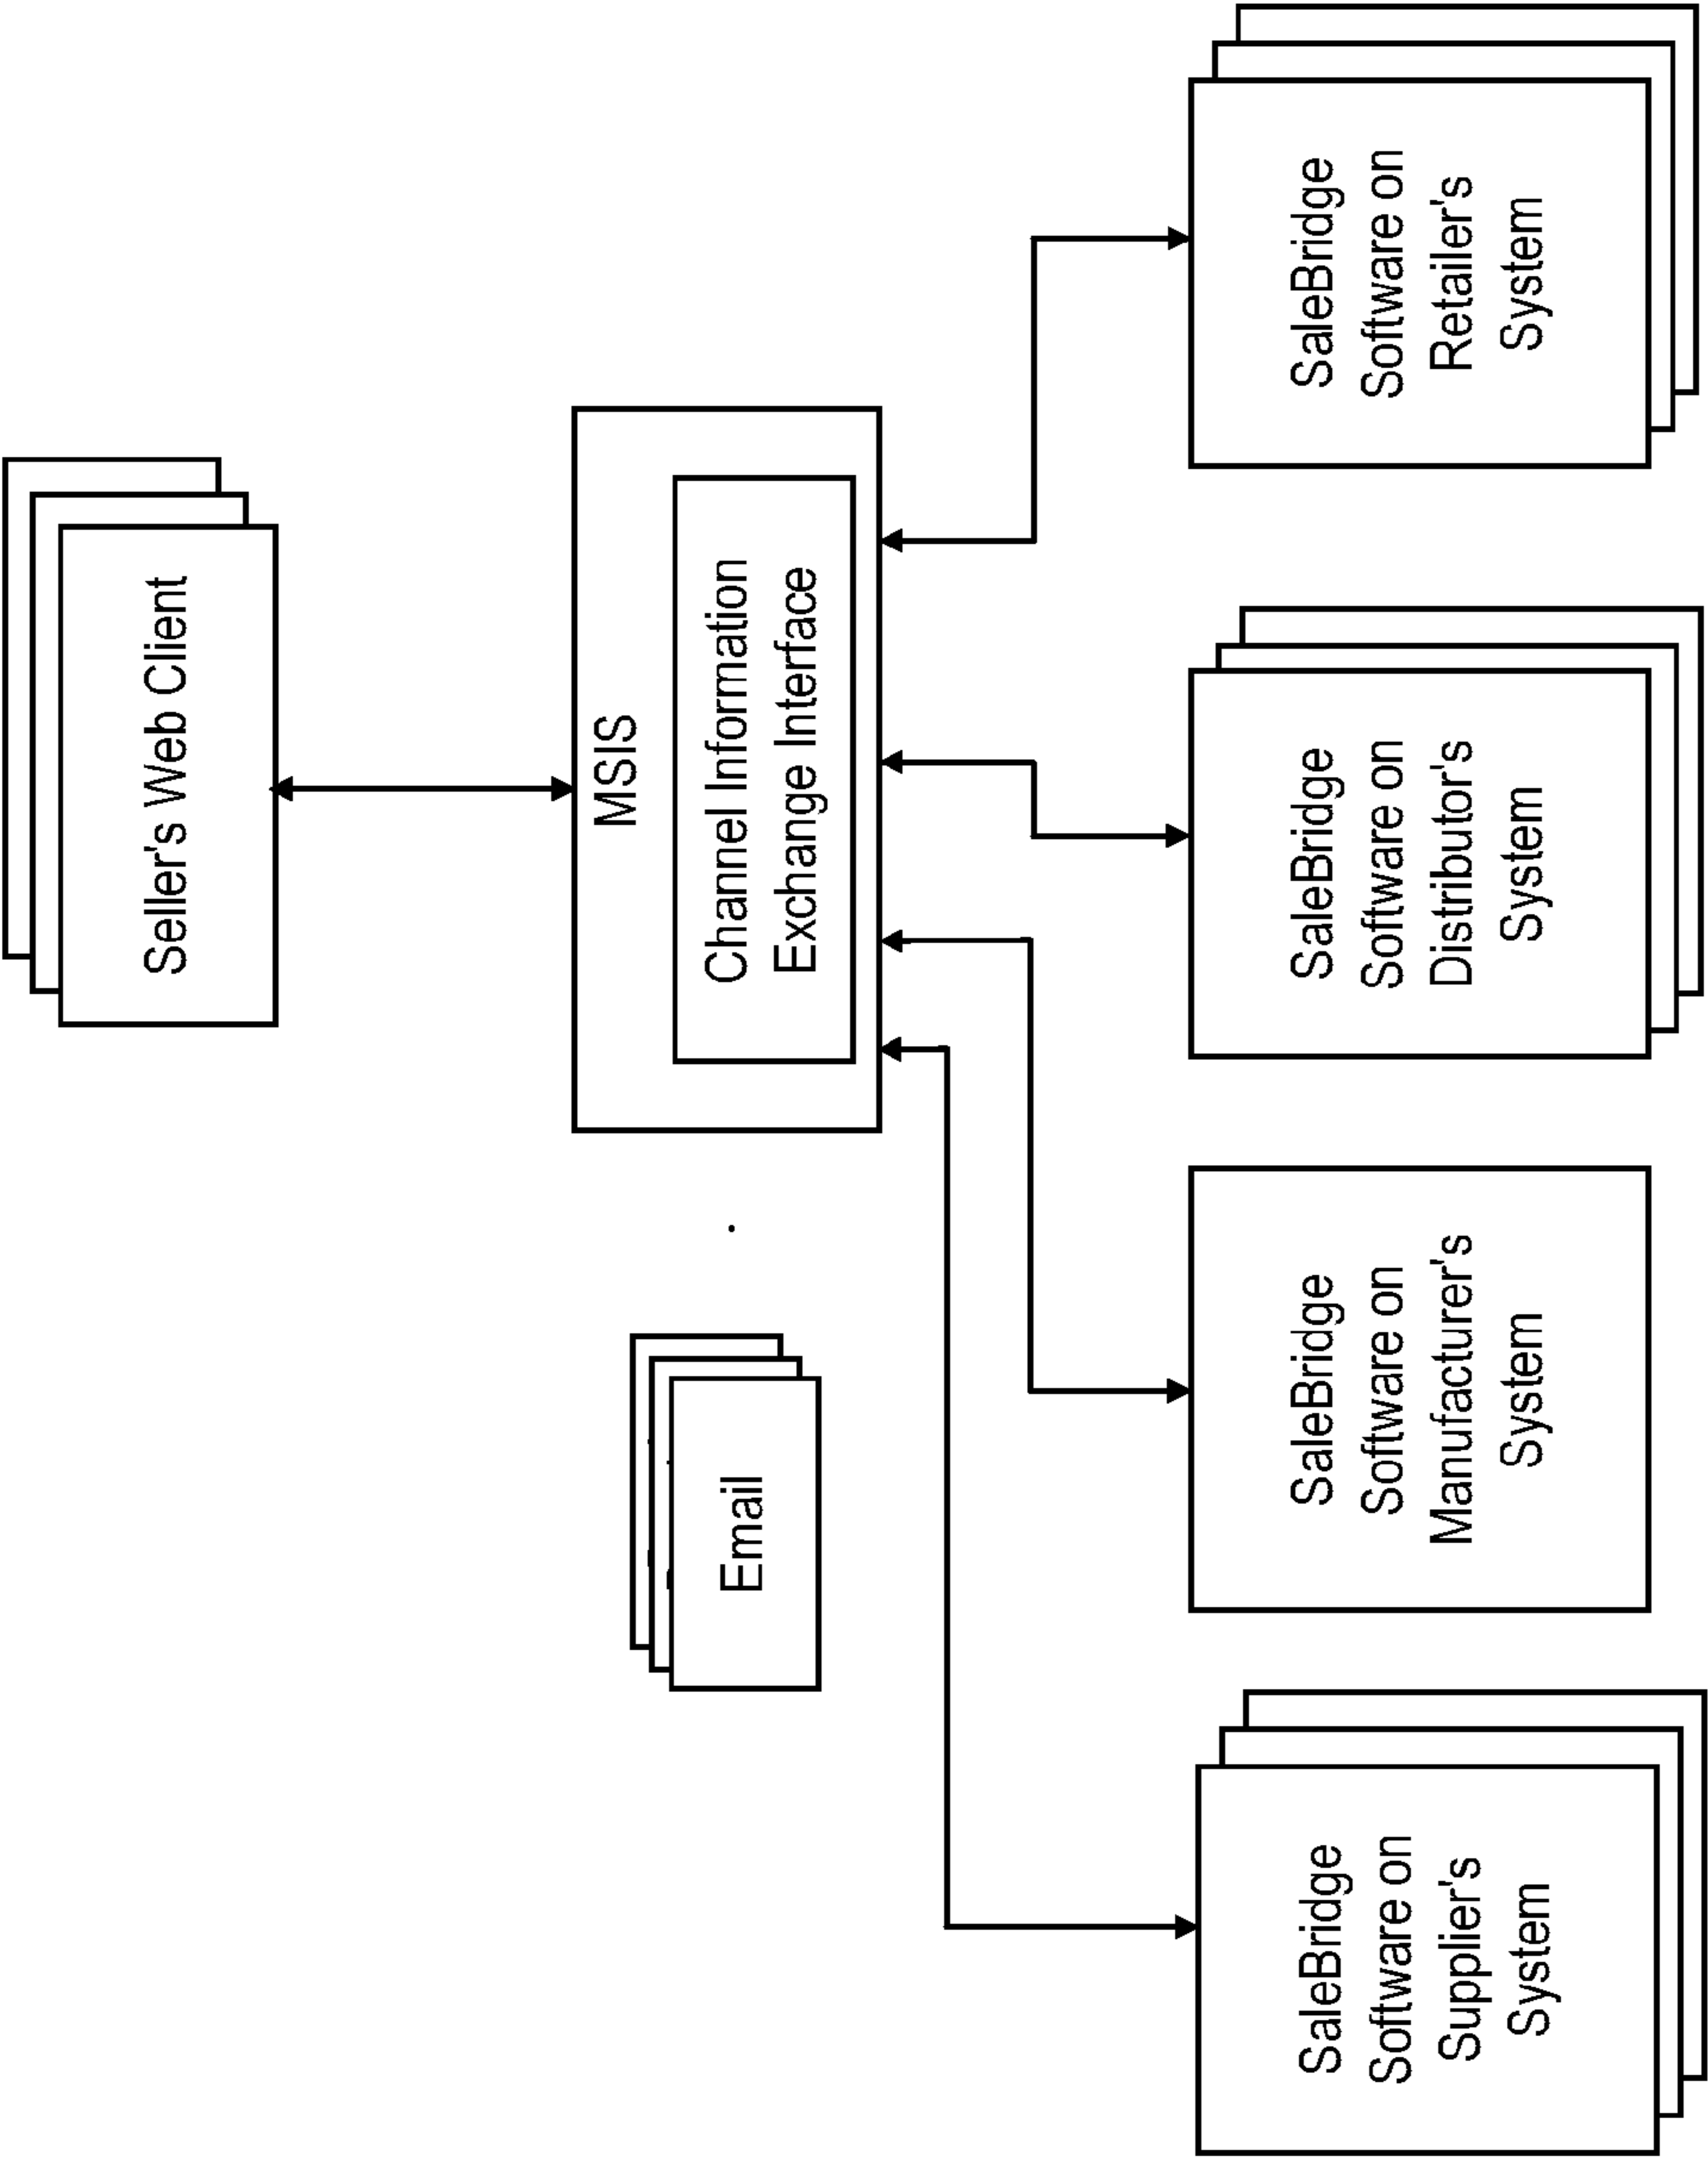 Seller's Web Client
MSIS
Channel Information
Exchange Interface
Email
SaleBridge
Software on
Supplier's
System
SaleBridge
Software on
Manufacturer's
System
SaleBridge
Software on
Distributor's
System
SaleBridge
Software on
Retailer's
System